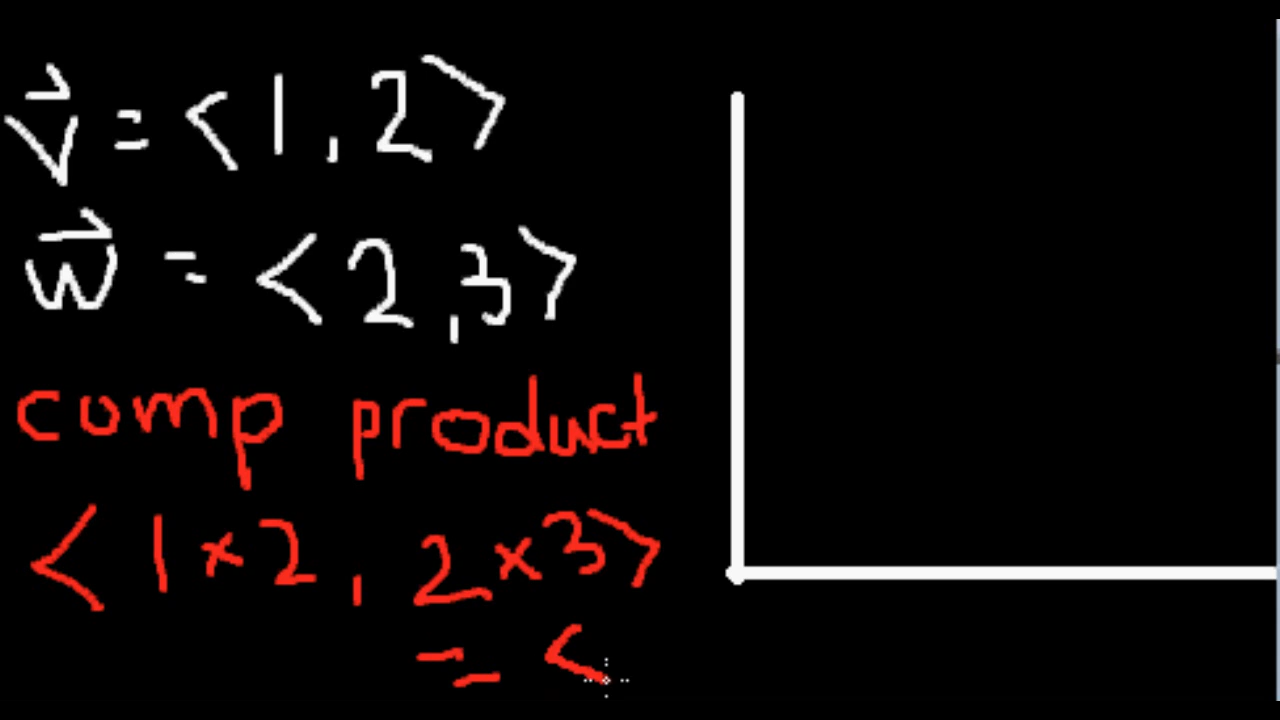 v⃗ = <1, 2>
w⃗ = <2, 3>
comp product
<1×2, 2×3>
= <